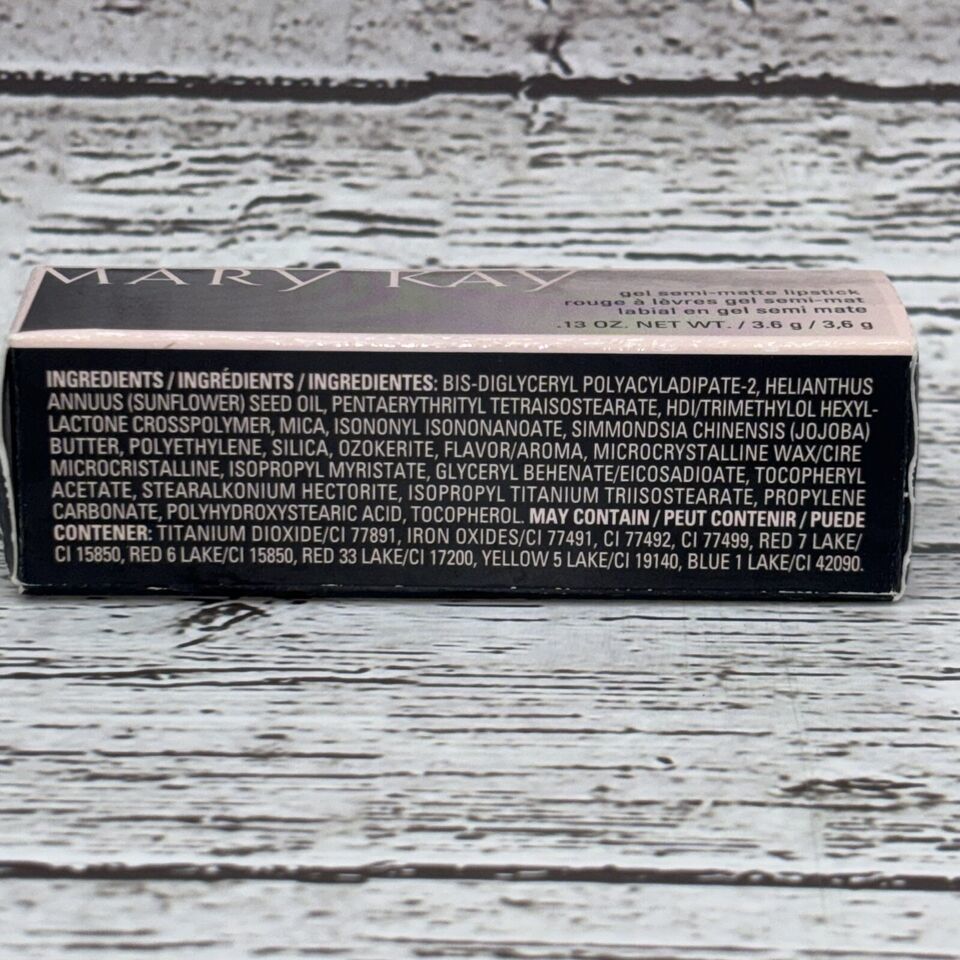 MARY KAY
gel semi-matte lipstick
rouge à lèvres gel semi-mat
labial en gel semi mate
.13 OZ. NET WT. / 3.6 g / 3,6 g
INGREDIENTS / INGRÉDIENTS / INGREDIENTES: BIS-DIGLYCERYL POLYACYLADIPATE-2, HELIANTHUS
ANNUUS (SUNFLOWER) SEED OIL, PENTAERYTHRITYL TETRAISOSTEARATE, HDI/TRIMETHYLOL HEXYL-
LACTONE CROSSPOLYMER, MICA, ISONONYL ISONONANOATE, SIMMONDSIA CHINENSIS (JOJOBA)
BUTTER, POLYETHYLENE, SILICA, OZOKERITE, FLAVOR/AROMA, MICROCRYSTALLINE WAX/CIRE
MICROCRISTALLINE, ISOPROPYL MYRISTATE, GLYCERYL BEHENATE/EICOSADIOATE, TOCOPHERYL
ACETATE, STEARALKONIUM HECTORITE, ISOPROPYL TITANIUM TRIISOSTEARATE, PROPYLENE
CARBONATE, POLYHYDROXYSTEARIC ACID, TOCOPHEROL. MAY CONTAIN / PEUT CONTENIR / PUEDE
CONTENER: TITANIUM DIOXIDE/CI 77891, IRON OXIDES/CI 77491, CI 77492, CI 77499, RED 7 LAKE/
CI 15850, RED 6 LAKE/CI 15850, RED 33 LAKE/CI 17200, YELLOW 5 LAKE/CI 19140, BLUE 1 LAKE/CI 42090.